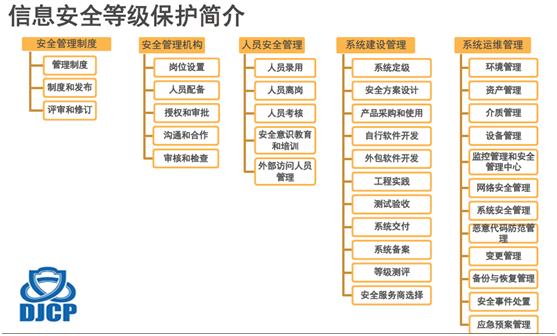 信息安全等级保护简介
安全管理制度
管理制度
制度和发布
评审和修订
安全管理机构
岗位设置
人员配备
授权和审批
沟通和合作
审核和检查
人员安全管理
人员录用
人员离岗
人员考核
安全意识教育
和培训
外部访问人员
管理
系统建设管理
系统定级
安全方案设计
产品采购和使用
自行软件开发
外包软件开发
工程实践
测试验收
系统交付
系统备案
等级测评
安全服务商选择
系统运维管理
环境管理
资产管理
介质管理
设备管理
监控管理和安全
管理中心
网络安全管理
系统安全管理
恶意代码防范管
理
变更管理
备份与恢复管理
安全事件处置
应急预案管理
DJCP